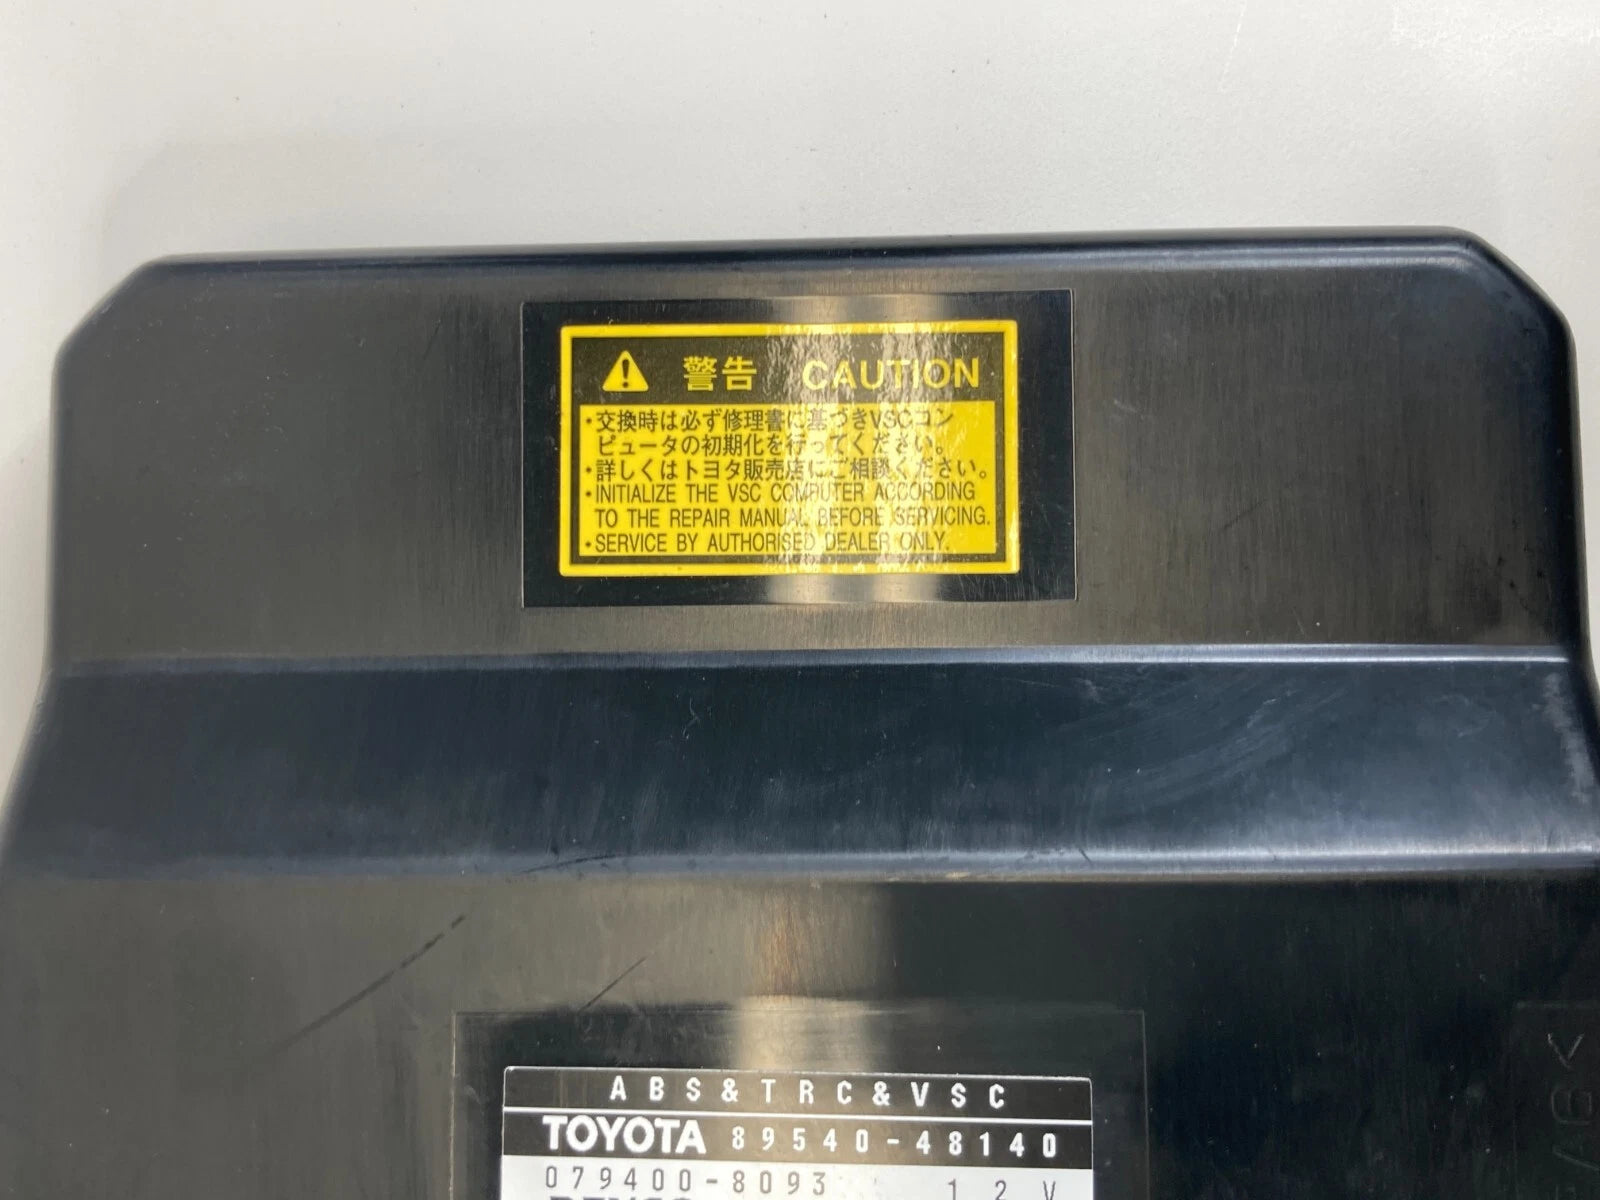 警告 CAUTION
・交換時は必ず修理書に基づきVSCコン
ピュータの初期化を行ってください。
・詳しくはトヨタ販売店にご相談ください。
・INITIALIZE THE VSC COMPUTER ACCORDING
TO THE REPAIR MANUAL BEFORE SERVICING.
・SERVICE BY AUTHORISED DEALER ONLY.
ABS&TRC&VSC
TOYOTA 89540-48140
079400-8093 12V